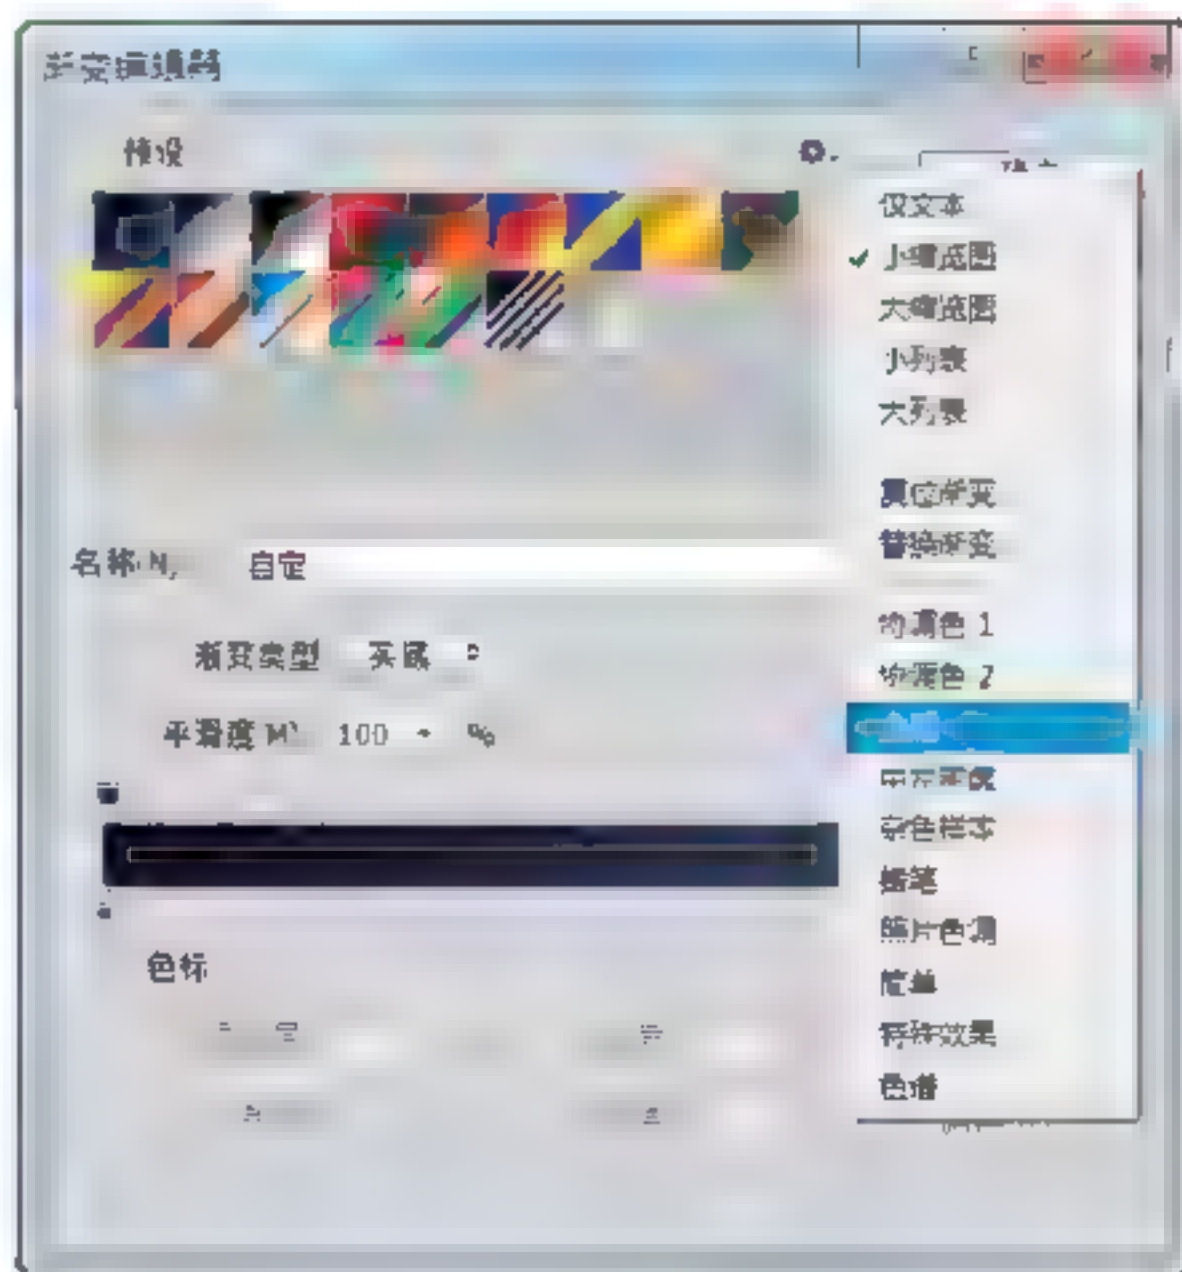 渐变编辑器
预设
仅文本
小缩览图
大缩览图
小列表
大列表
复位渐变
替换渐变
名称 N,
自定
协调色 1
渐变类型
实底
协调色 2
平滑度 M
100
%
杂色样本
蜡笔
照片色调
色标
简单
特殊效果
色谱